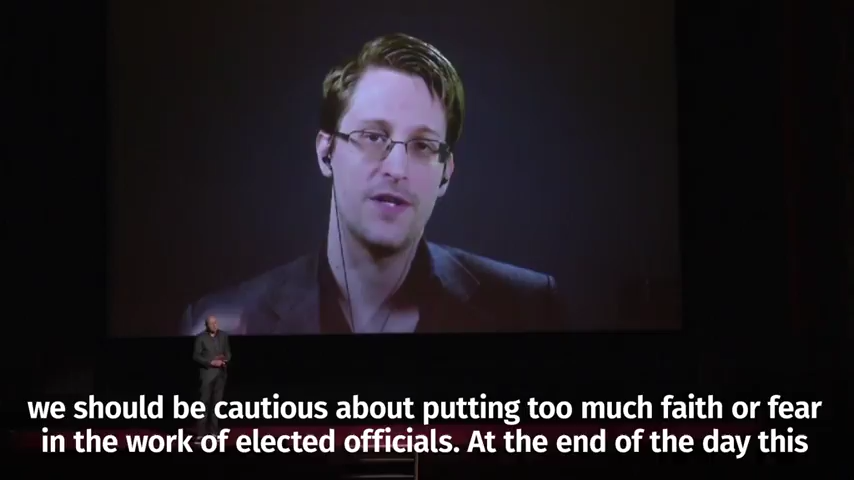 we should be cautious about putting too much faith or fear
in the work of elected officials. At the end of the day this